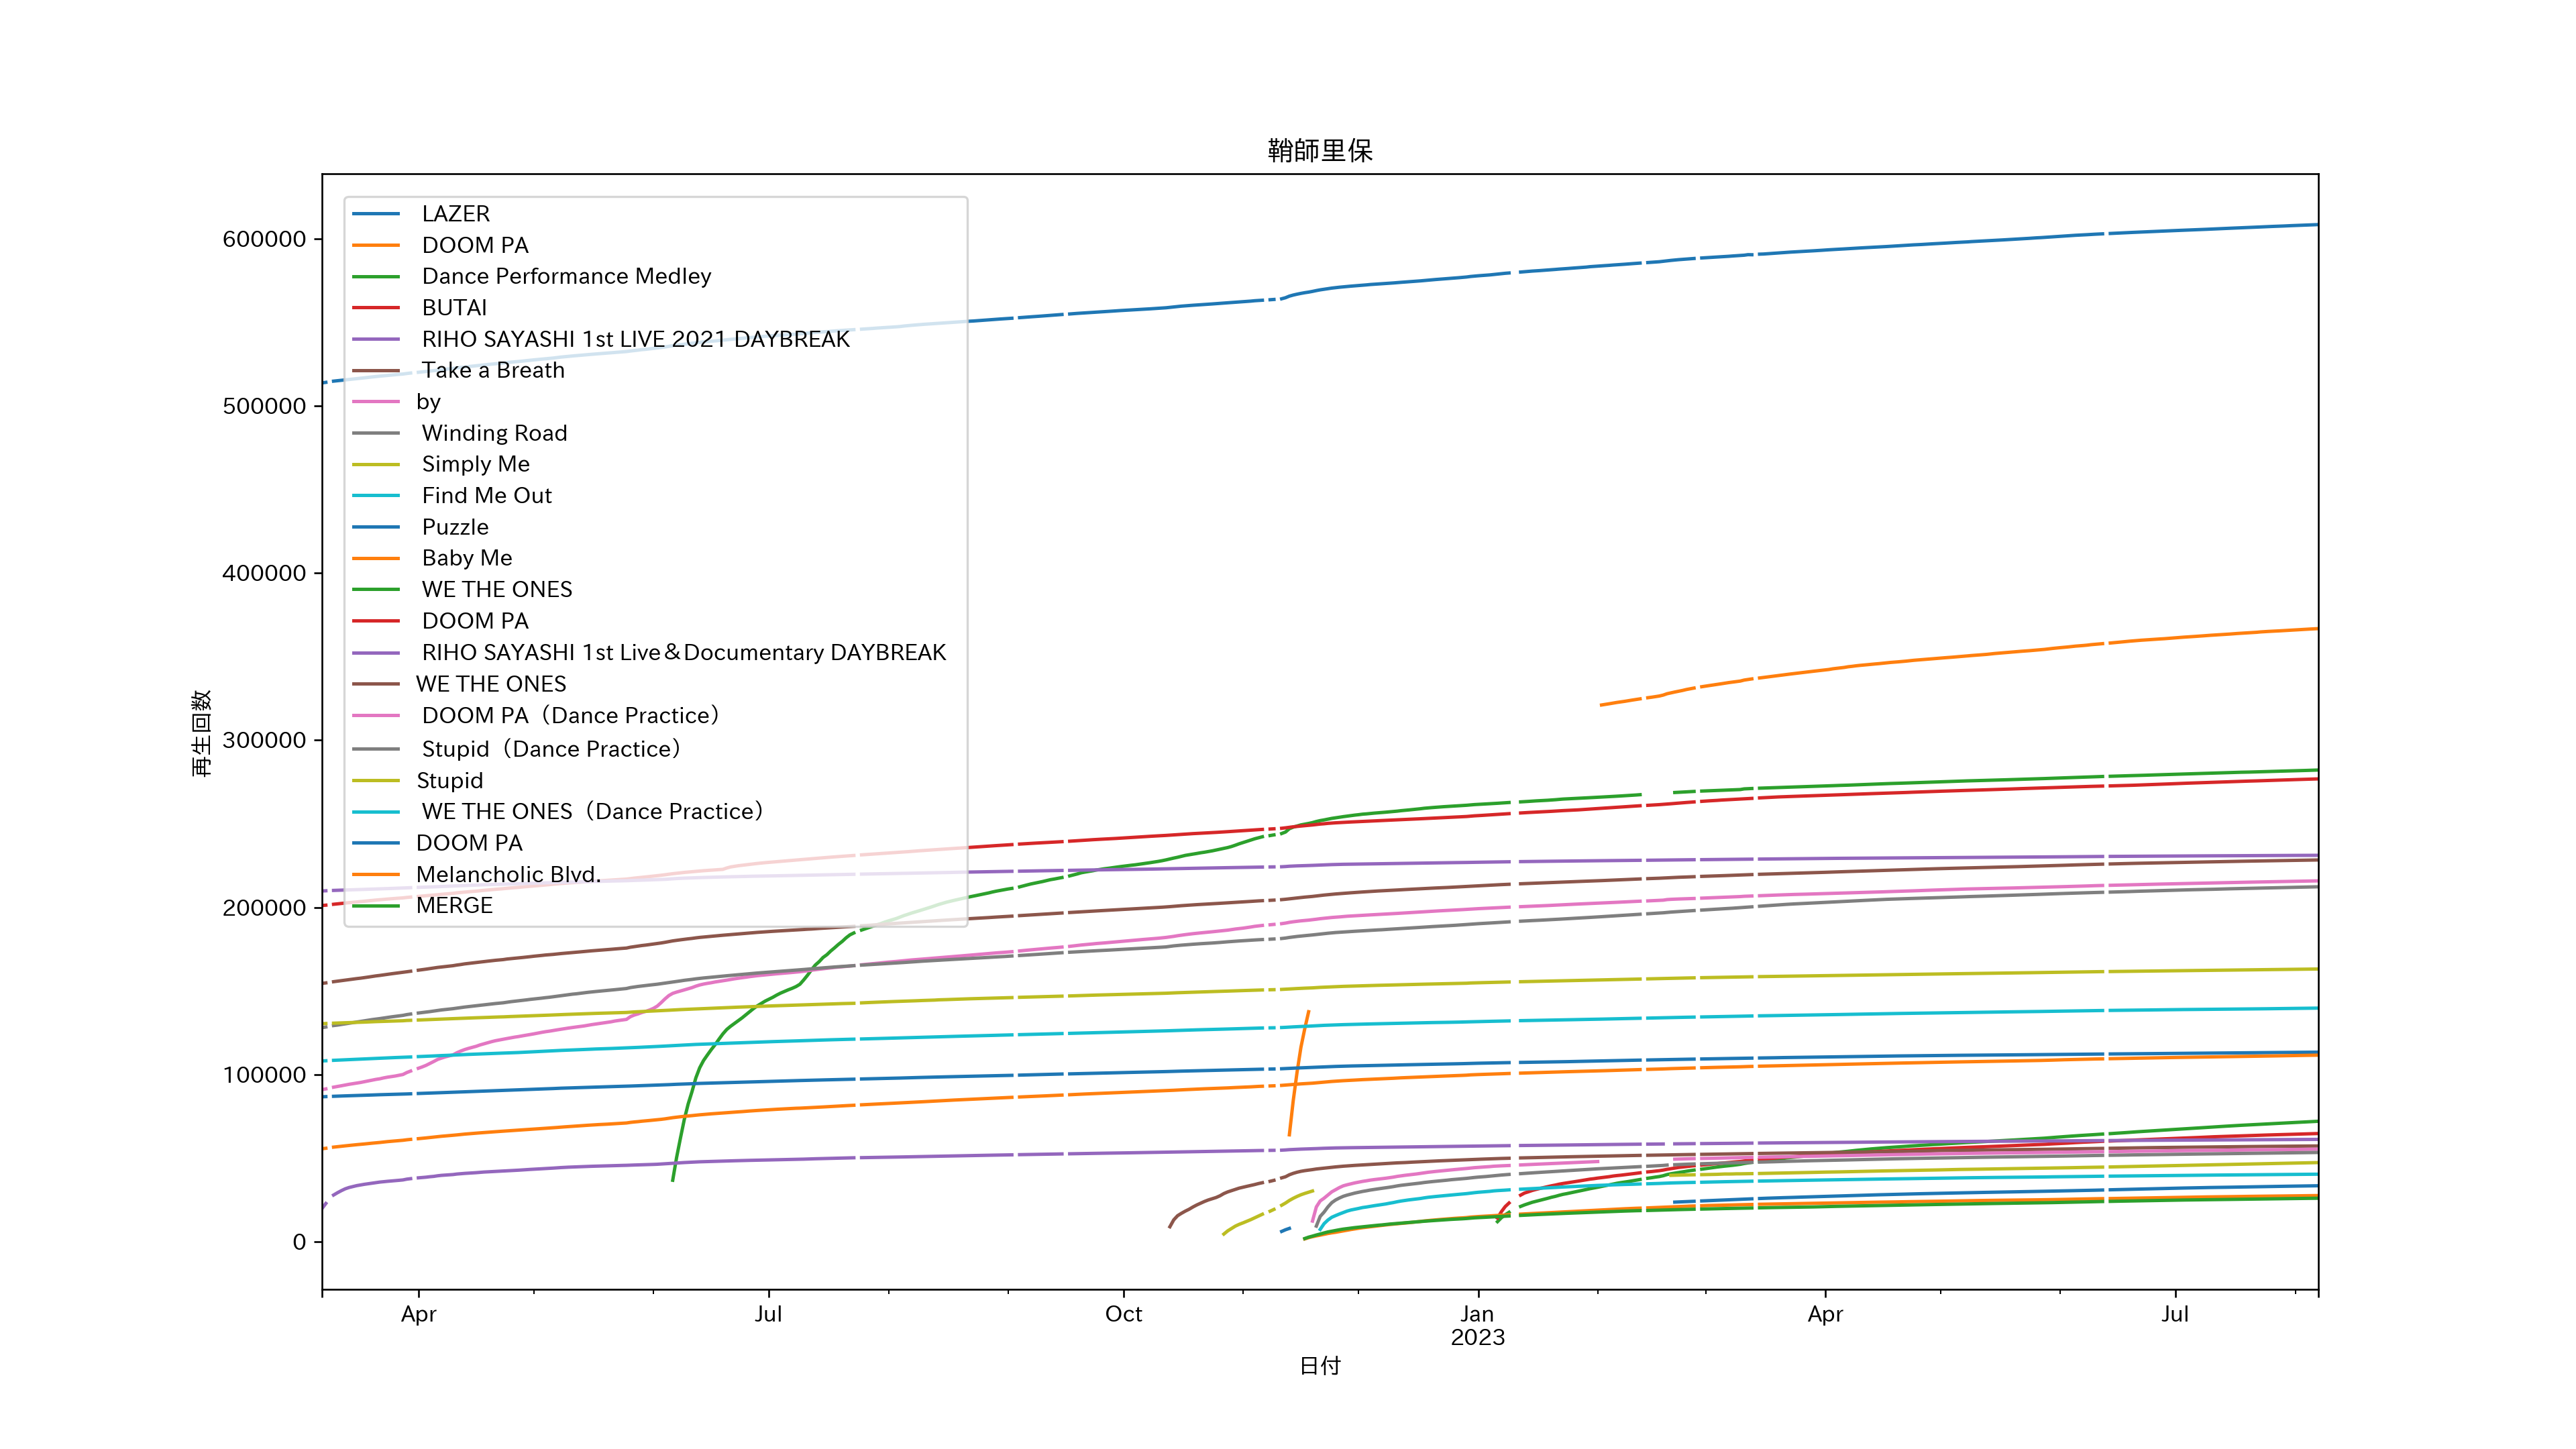 鞘師里保
600000
500000
400000
300000
200000
100000
0
再生回数
LAZER
DOOM PA
Dance Performance Medley
BUTAI
RIHO SAYASHI 1st LIVE 2021 DAYBREAK
Take a Breath
by
Winding Road
Simply Me
Find Me Out
Puzzle
Baby Me
WE THE ONES
DOOM PA
RIHO SAYASHI 1st Live＆Documentary DAYBREAK
WE THE ONES
DOOM PA（Dance Practice）
Stupid（Dance Practice）
Stupid
WE THE ONES（Dance Practice）
DOOM PA
Melancholic Blvd.
MERGE
Apr Jul Oct Jan Apr Jul
2023
日付